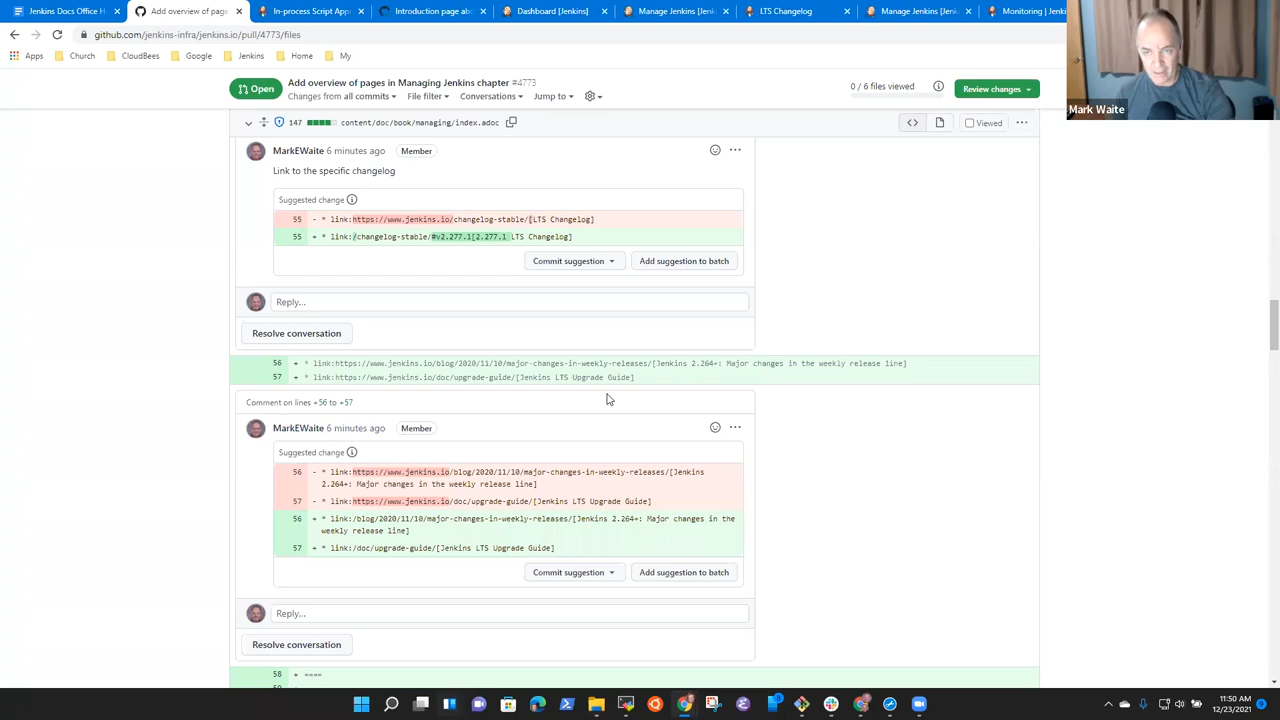 Jenkins Docs Office H
Add overview of page
In-process Script Appr
Introduction page abo
Dashboard [Jenkins]
Manage Jenkins [Jenk
LTS Changelog
Manage Jenkins [Jenk
Monitoring | Jenk
github.com/jenkins-infra/jenkins.io/pull/4773/files
Apps Church CloudBees Google Jenkins Home My
Open
Add overview of pages in Managing Jenkins chapter #4773
Changes from all commits File filter Conversations Jump to
0 / 6 files viewed
Review changes
Mark Waite
147 content/doc/book/managing/index.adoc
Viewed
MarkEWaite 6 minutes ago Member
Link to the specific changelog
Suggested change
55 - * link:https://www.jenkins.io/changelog-stable/[LTS Changelog]
55 + * link:/changelog-stable/#v2.277.1[2.277.1 LTS Changelog]
Commit suggestion Add suggestion to batch
Reply...
Resolve conversation
56 + * link:https://www.jenkins.io/blog/2020/11/10/major-changes-in-weekly-releases/[Jenkins 2.264+: Major changes in the weekly release line]
57 + * link:https://www.jenkins.io/doc/upgrade-guide/[Jenkins LTS Upgrade Guide]
Comment on lines +56 to +57
MarkEWaite 6 minutes ago Member
Suggested change
56 - * link:https://www.jenkins.io/blog/2020/11/10/major-changes-in-weekly-releases/[Jenkins
2.264+: Major changes in the weekly release line]
57 - * link:https://www.jenkins.io/doc/upgrade-guide/[Jenkins LTS Upgrade Guide]
56 + * link:/blog/2020/11/10/major-changes-in-weekly-releases/[Jenkins 2.264+: Major changes in the
weekly release line]
57 + * link:/doc/upgrade-guide/[Jenkins LTS Upgrade Guide]
Commit suggestion Add suggestion to batch
Reply...
Resolve conversation
58 + ====
11:50 AM
12/23/2021